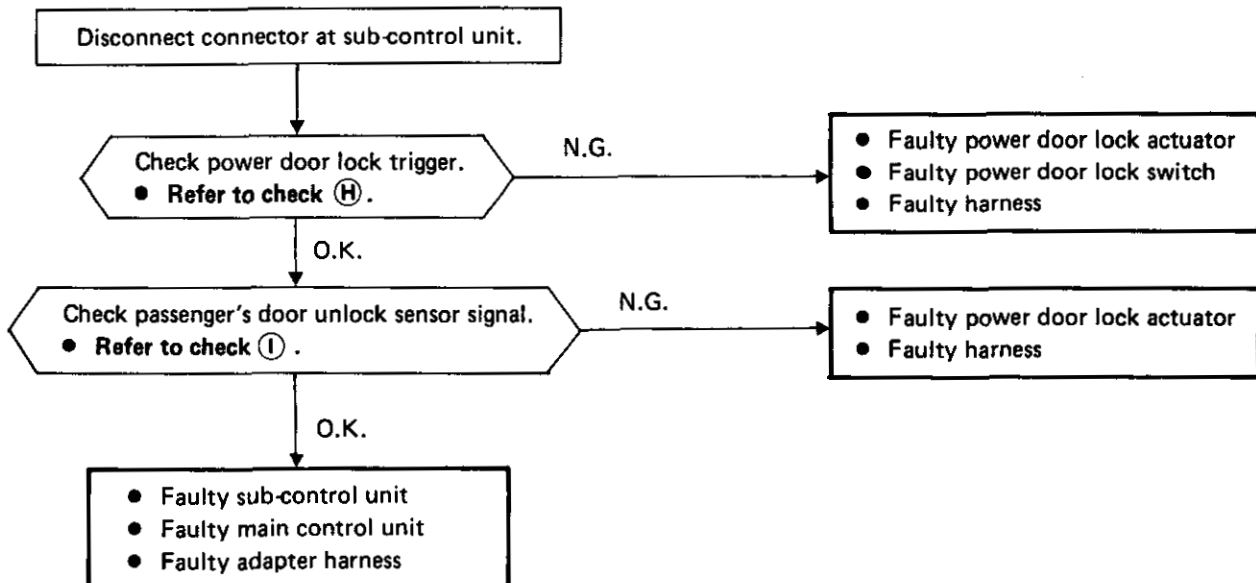 Disconnect connector at sub-control unit.
Check power door lock trigger.
● Refer to check Ⓗ.
N.G.
● Faulty power door lock actuator
● Faulty power door lock switch
● Faulty harness
O.K.
Check passenger's door unlock sensor signal.
● Refer to check Ⓘ .
N.G.
● Faulty power door lock actuator
● Faulty harness
O.K.
● Faulty sub-control unit
● Faulty main control unit
● Faulty adapter harness